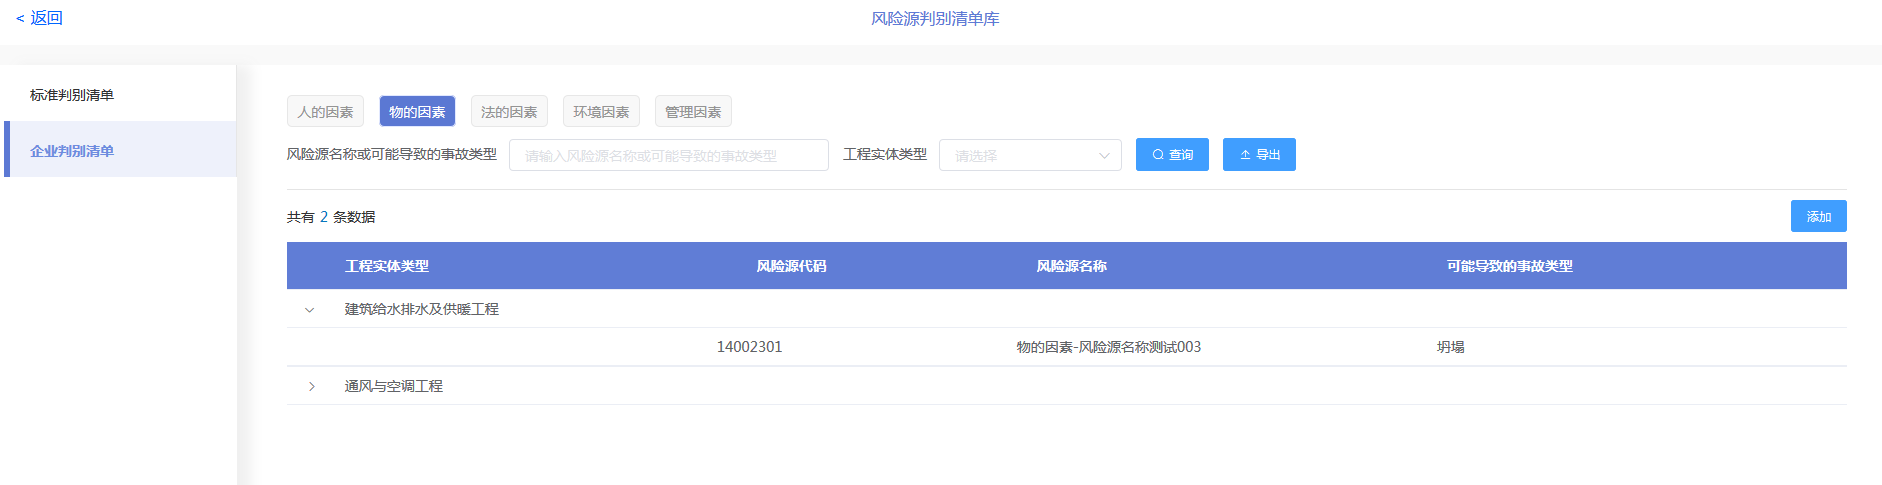 < 返回
风险源判别清单库
标准判别清单
企业判别清单
人的因素 物的因素 法的因素 环境因素 管理因素
风险源名称或可能导致的事故类型 请输入风险源名称或可能导致的事故类型 工程实体类型 请选择 查询 导出
共有 2 条数据 添加
工程实体类型 风险源代码 风险源名称 可能导致的事故类型
建筑给水排水及供暖工程
14002301 物的因素-风险源名称测试003 坍塌
通风与空调工程